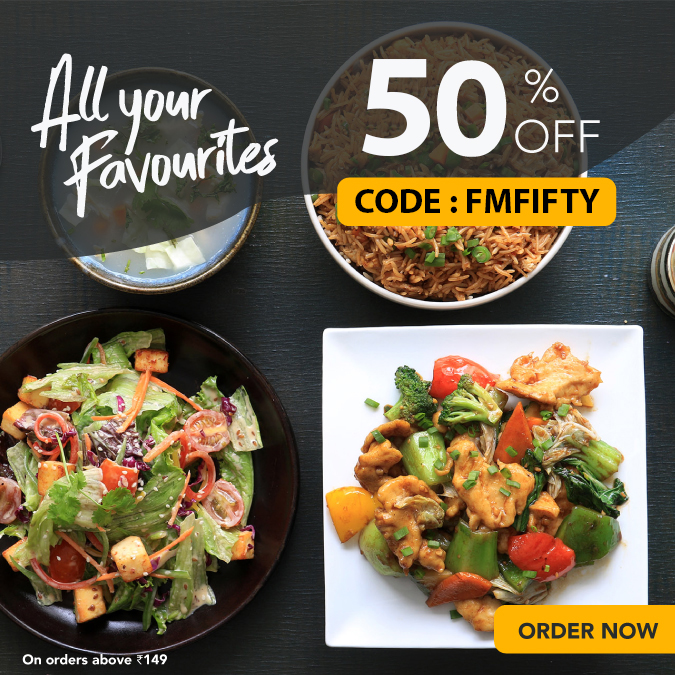 All your
Favourites
50%
OFF
CODE : FMFIFTY
ORDER NOW
On orders above ₹149